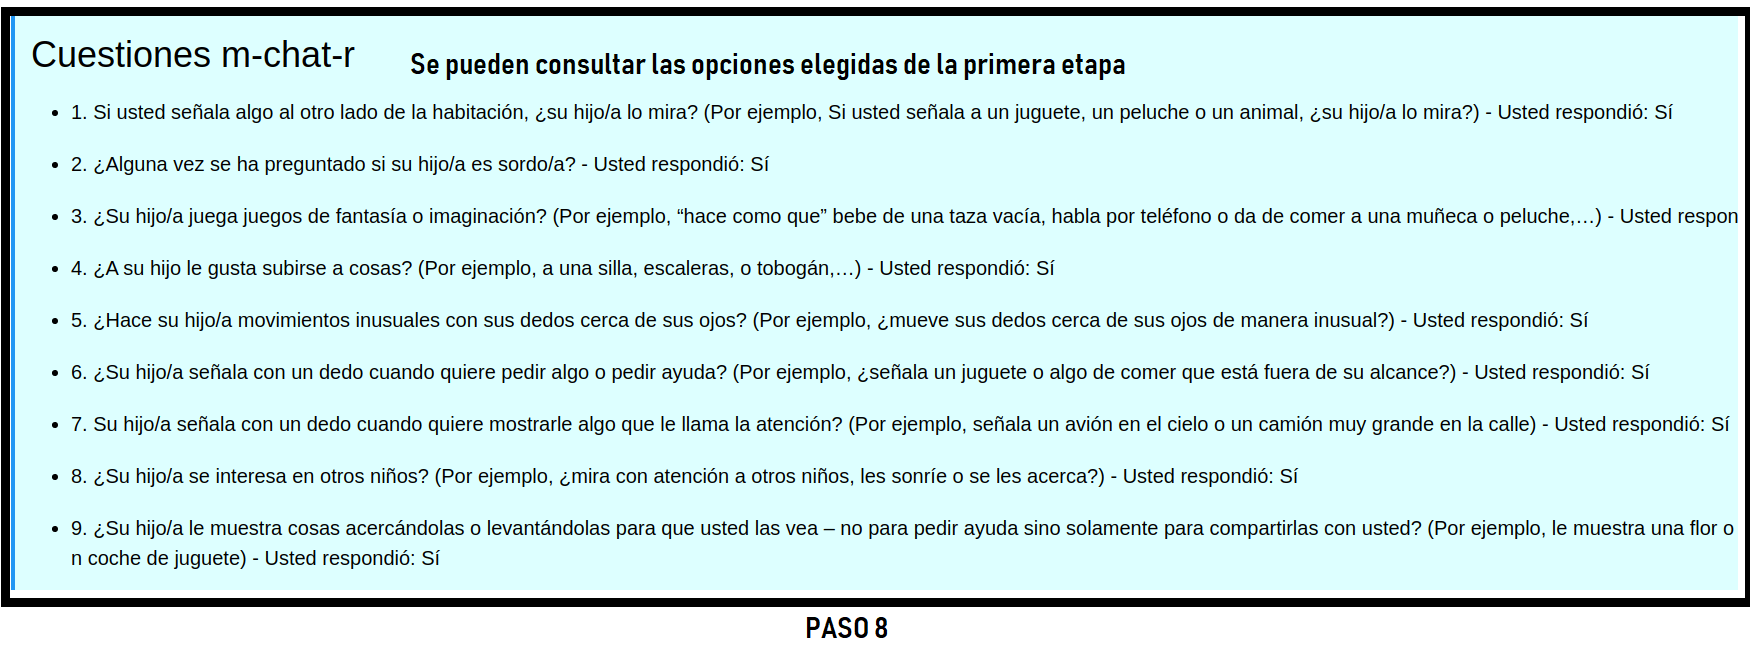 Cuestiones m-chat-r
Se pueden consultar las opciones elegidas de la primera etapa
1. Si usted señala algo al otro lado de la habitación, ¿su hijo/a lo mira? (Por ejemplo, Si usted señala a un juguete, un peluche o un animal, ¿su hijo/a lo mira?) - Usted respondió: Sí
2. ¿Alguna vez se ha preguntado si su hijo/a es sordo/a? - Usted respondió: Sí
3. ¿Su hijo/a juega juegos de fantasía o imaginación? (Por ejemplo, “hace como que” bebe de una taza vacía, habla por teléfono o da de comer a una muñeca o peluche,…) - Usted respon
4. ¿A su hijo le gusta subirse a cosas? (Por ejemplo, a una silla, escaleras, o tobogán,…) - Usted respondió: Sí
5. ¿Hace su hijo/a movimientos inusuales con sus dedos cerca de sus ojos? (Por ejemplo, ¿mueve sus dedos cerca de sus ojos de manera inusual?) - Usted respondió: Sí
6. ¿Su hijo/a señala con un dedo cuando quiere pedir algo o pedir ayuda? (Por ejemplo, ¿señala un juguete o algo de comer que está fuera de su alcance?) - Usted respondió: Sí
7. Su hijo/a señala con un dedo cuando quiere mostrarle algo que le llama la atención? (Por ejemplo, señala un avión en el cielo o un camión muy grande en la calle) - Usted respondió: Sí
8. ¿Su hijo/a se interesa en otros niños? (Por ejemplo, ¿mira con atención a otros niños, les sonríe o se les acerca?) - Usted respondió: Sí
9. ¿Su hijo/a le muestra cosas acercándolas o levantándolas para que usted las vea – no para pedir ayuda sino solamente para compartirlas con usted? (Por ejemplo, le muestra una flor o
n coche de juguete) - Usted respondió: Sí
PASO 8